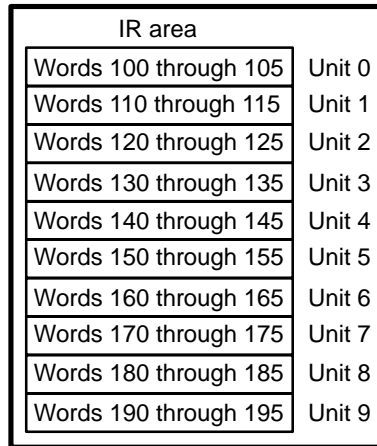 IR area
Words 100 through 105 Unit 0
Words 110 through 115 Unit 1
Words 120 through 125 Unit 2
Words 130 through 135 Unit 3
Words 140 through 145 Unit 4
Words 150 through 155 Unit 5
Words 160 through 165 Unit 6
Words 170 through 175 Unit 7
Words 180 through 185 Unit 8
Words 190 through 195 Unit 9